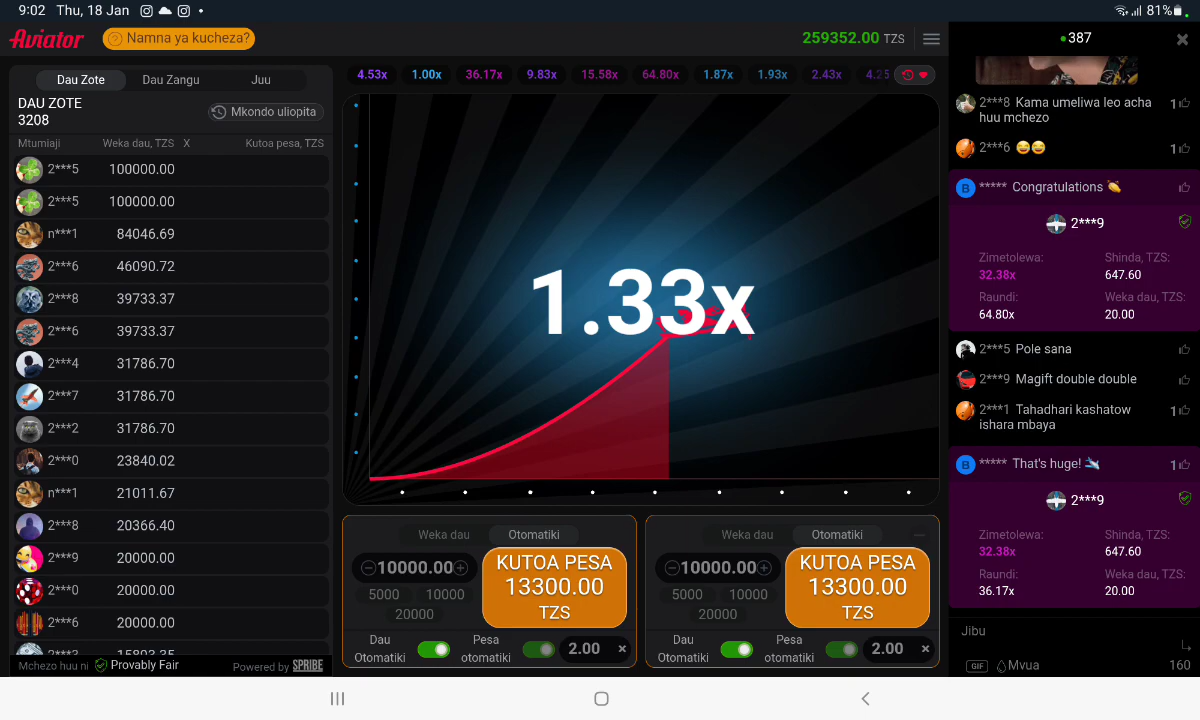 9:02 Thu, 18 Jan
81%
Aviator
Namna ya kucheza?
259352.00 TZS
387
Dau Zote
Dau Zangu
Juu
4.53x 1.00x 36.17x 9.83x 15.58x 64.80x 1.87x 1.93x 2.43x 4.25
DAU ZOTE
3208
Mkondo uliopita
Mtumiaji Weka dau, TZS X Kutoa pesa, TZS
2***5 100000.00
2***5 100000.00
n***1 84046.69
2***6 46090.72
2***8 39733.37
2***6 39733.37
2***4 31786.70
2***7 31786.70
2***2 31786.70
2***0 23840.02
n***1 21011.67
2***8 20366.40
2***9 20000.00
2***0 20000.00
2***6 20000.00
2***3 15893.35
Mchezo huu ni Provably Fair
Powered by SPRIBE
1.33x
Weka dau Otomatiki
10000.00
5000 10000
20000
KUTOA PESA
13300.00
TZS
Dau
Otomatiki
Pesa
otomatiki
2.00 ×
Weka dau Otomatiki
10000.00
5000 10000
20000
KUTOA PESA
13300.00
TZS
Dau
Otomatiki
Pesa
otomatiki
2.00 ×
2***8 Kama umeliwa leo acha
huu mchezo
1
2***6 😂😂
1
B ***** Congratulations 👏
2***9
Zimetolewa: Shinda, TZS:
32.38x 647.60
Raundi: Weka dau, TZS:
64.80x 20.00
2***5 Pole sana
2***9 Magift double double
2***1 Tahadhari kashatow
ishara mbaya
1
B ***** That's huge! 🛩
1
2***9
Zimetolewa: Shinda, TZS:
32.38x 647.60
Raundi: Weka dau, TZS:
36.17x 20.00
Jibu
GIF Mvua
160